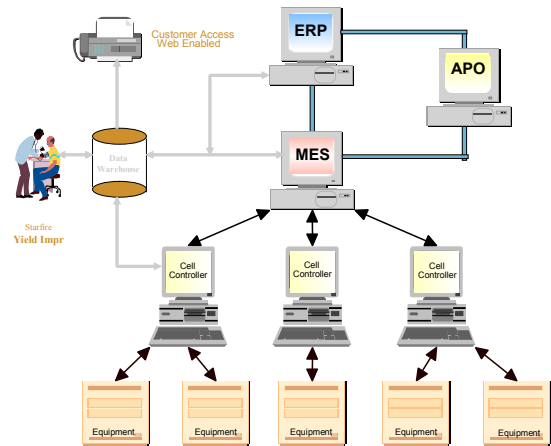 Customer Access
Web Enabled
ERP
APO
MES
Data
Warehouse
Starfire
Yield Impr
Cell
Controller
Cell
Controller
Cell
Controller
Equipment
Equipment
Equipment
Equipment
Equipment